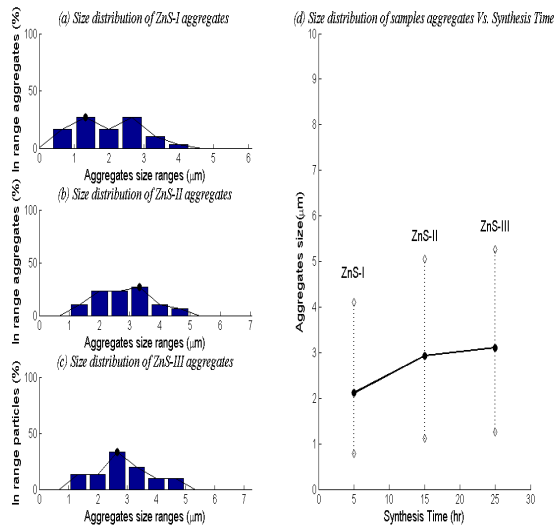 (a) Size distribution of ZnS-I aggregates
In range aggregates (%)
100
50
0
0 1 2 3 4 5 6
Aggregates size ranges (μm)
(b) Size distribution of ZnS-II aggregates
In range aggregates (%)
100
50
0
0 1 2 3 4 5 6 7
Aggregates size ranges (μm)
(c) Size distribution of ZnS-III aggregates
In range particles (%)
100
50
0
0 1 2 3 4 5 6 7
Aggregates size ranges (μm)
(d) Size distribution of samples aggregates Vs. Synthesis Time
Aggregates size(μm)
10
9
8
7
6
5
4
3
2
1
0
ZnS-I
ZnS-II
ZnS-III
0 5 10 15 20 25 30
Synthesis Time (hr)